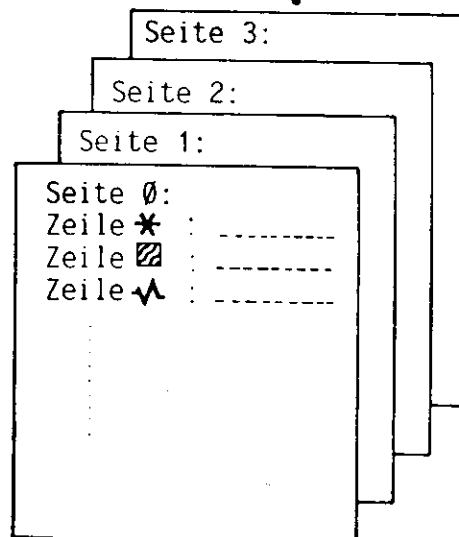 Seite 3:
Seite 2:
Seite 1:
Seite Ø:
Zeile * : ----------
Zeile ▨ : ----------
Zeile √ : ----------